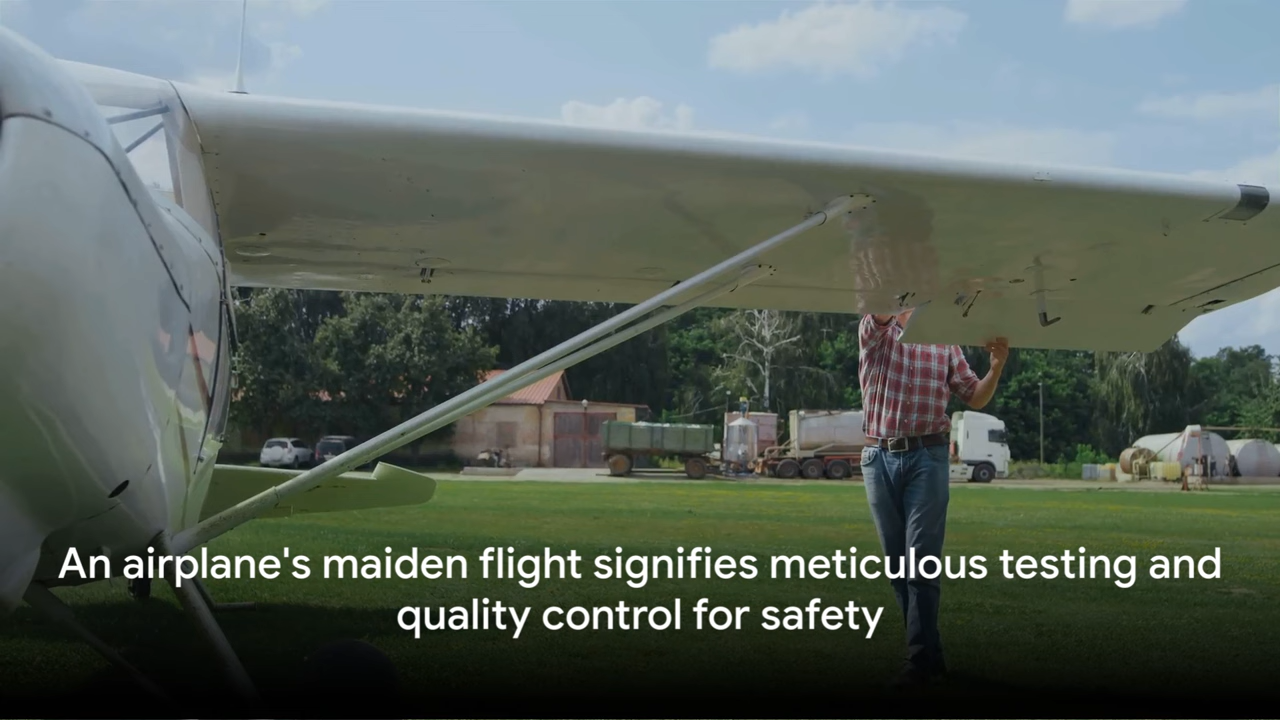 An airplane's maiden flight signifies meticulous testing and
quality control for safety